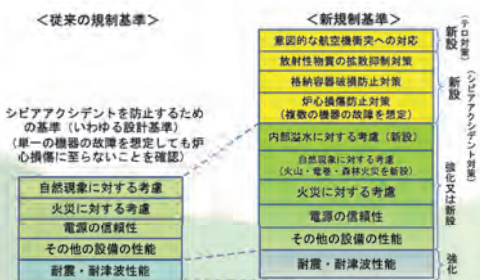 ＜従来の規制基準＞
シビアアクシデントを防止するため
の基準（いわゆる設計基準）
（単一の機器の故障を想定しても炉
心損傷に至らないことを確認）
自然現象に対する考慮
火災に対する考慮
電源の信頼性
その他の設備の性能
耐震・耐津波性能
＜新規制基準＞
意図的な航空機衝突への対応
放射性物質の拡散抑制対策
格納容器破損防止対策
炉心損傷防止対策
（複数の機器の故障を想定）
内部溢水に対する考慮（新設）
自然現象に対する考慮
（火山・竜巻・森林火災を新設）
火災に対する考慮
電源の信頼性
その他の設備の性能
耐震・耐津波性能
新設
（テロ対策）
新設
（シビアアクシデント対策）
強化又は新設
強化